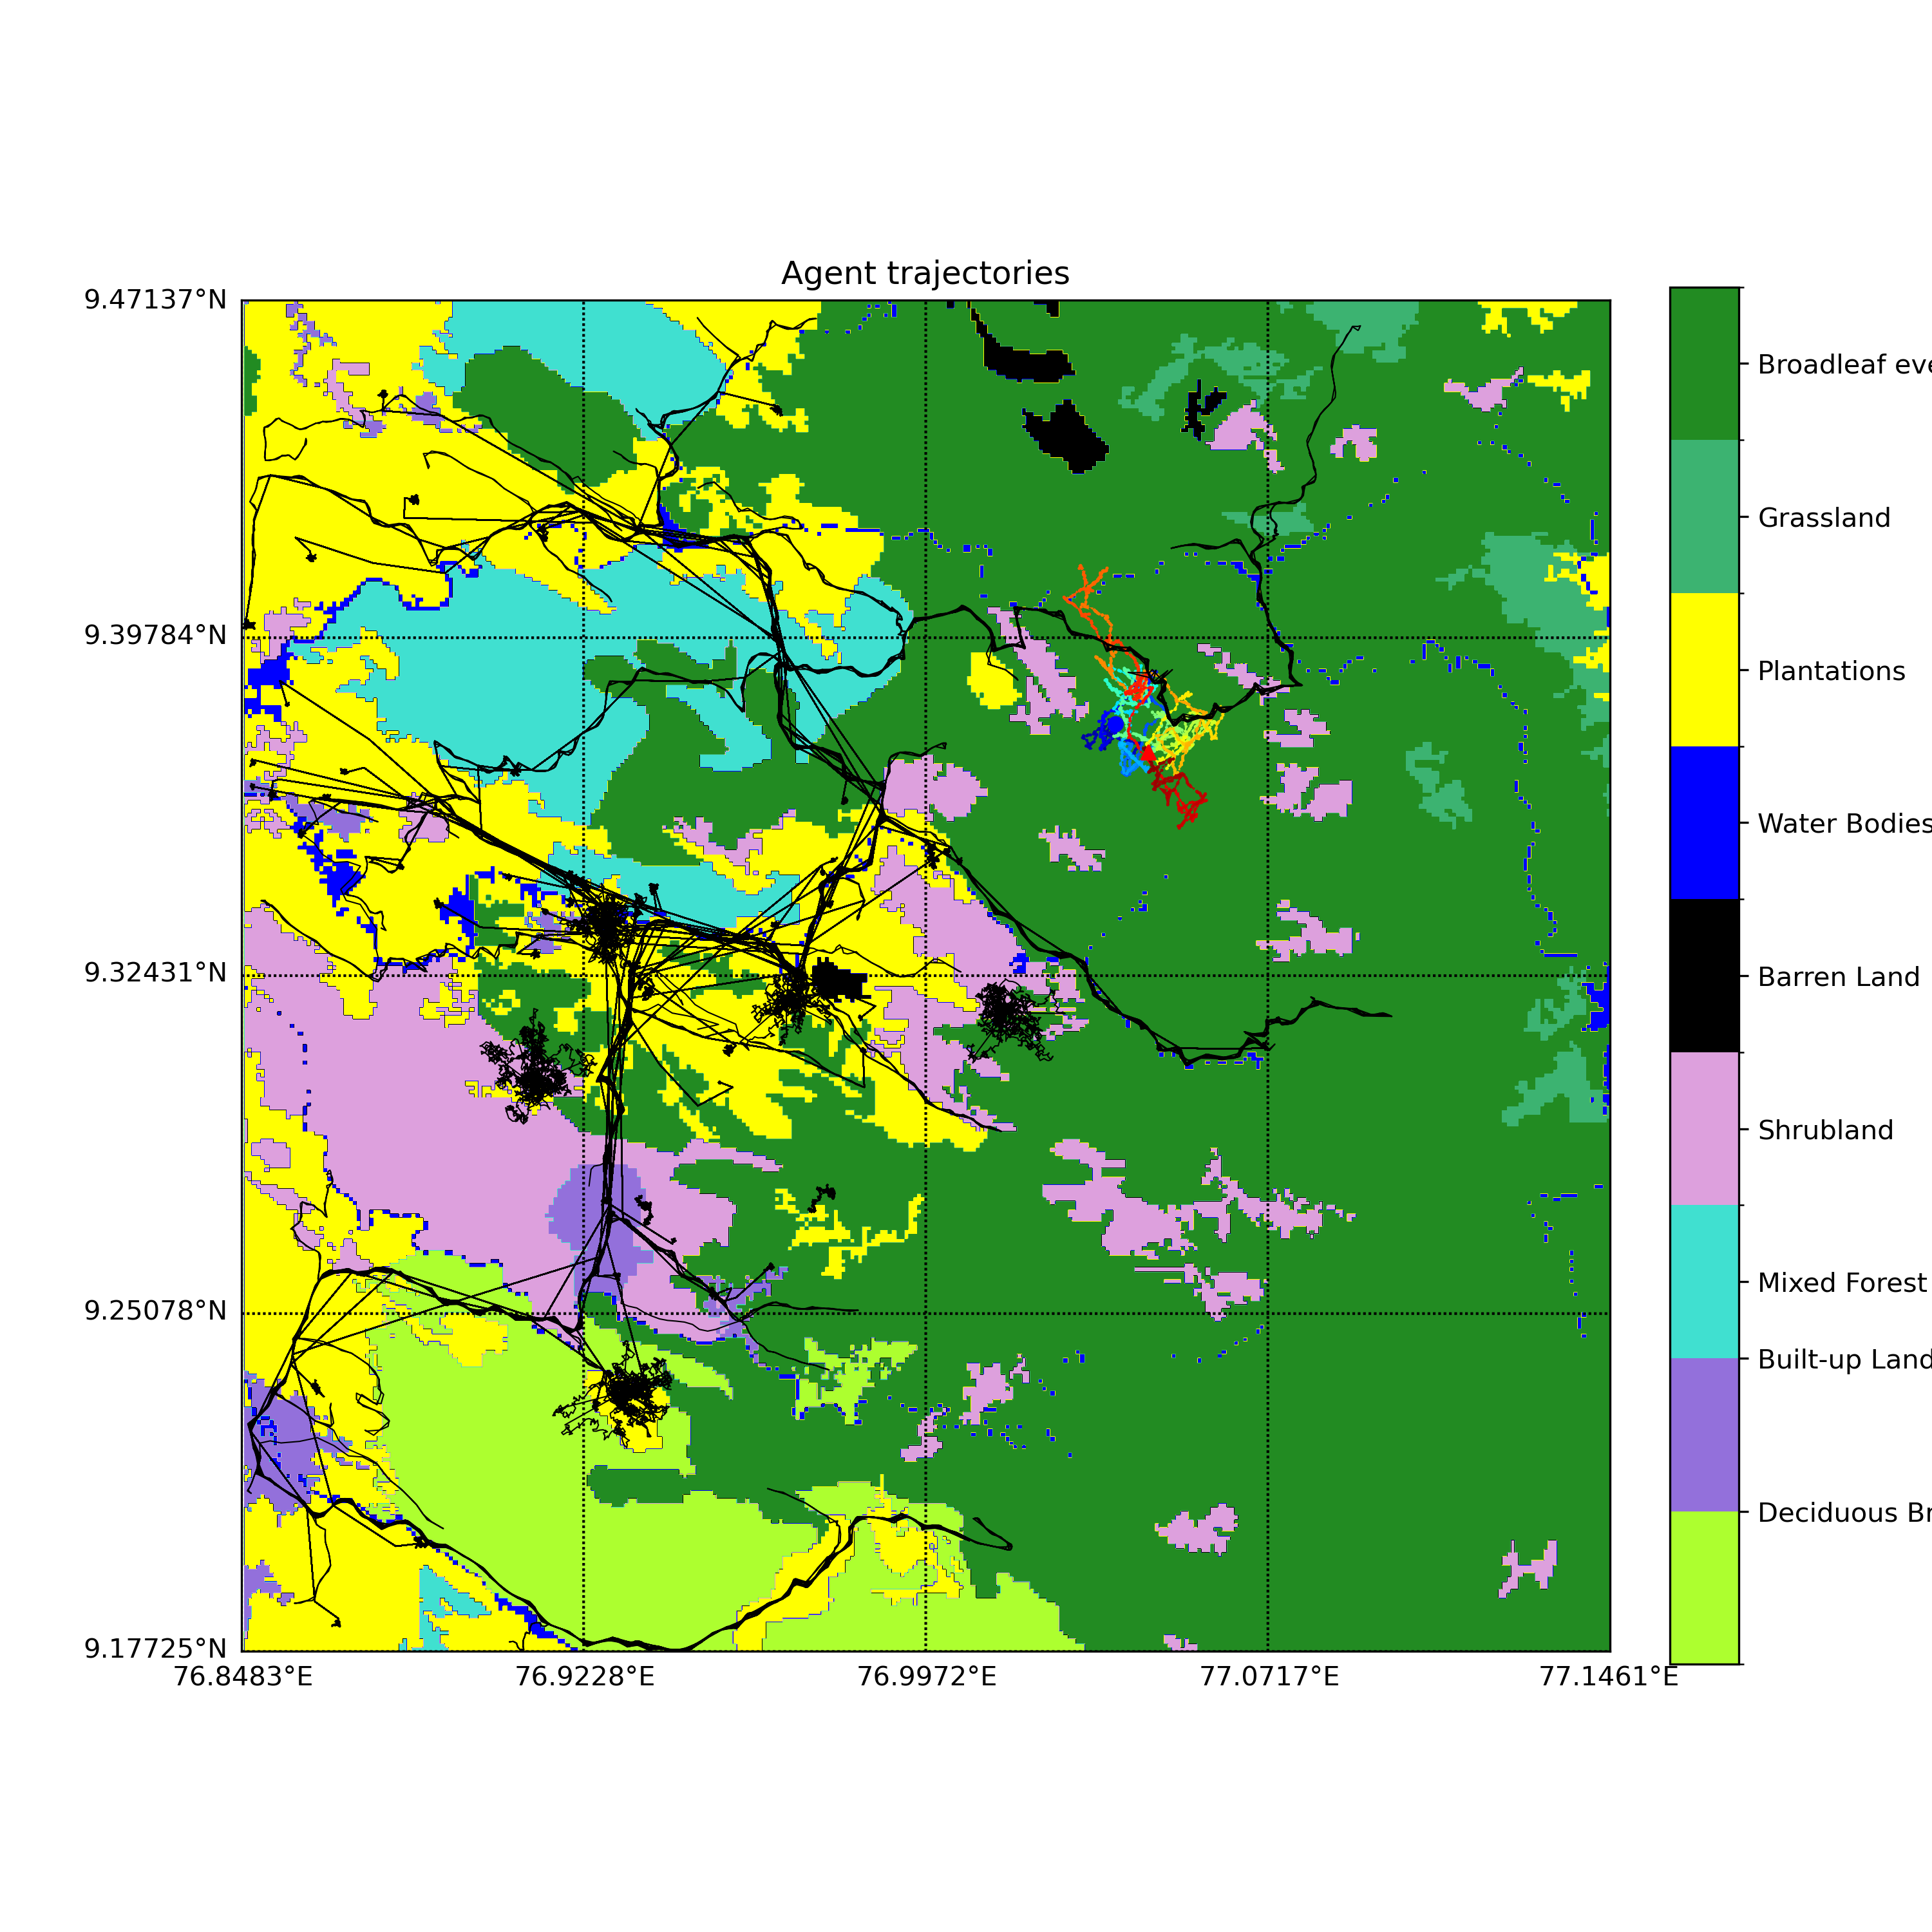 Agent trajectories
9.47137°N
9.39784°N
9.32431°N
9.25078°N
9.17725°N
76.8483°E
76.9228°E
76.9972°E
77.0717°E
77.1461°E
Broadleaf eve
Grassland
Plantations
Water Bodies
Barren Land
Shrubland
Mixed Forest
Built-up Land
Deciduous Br